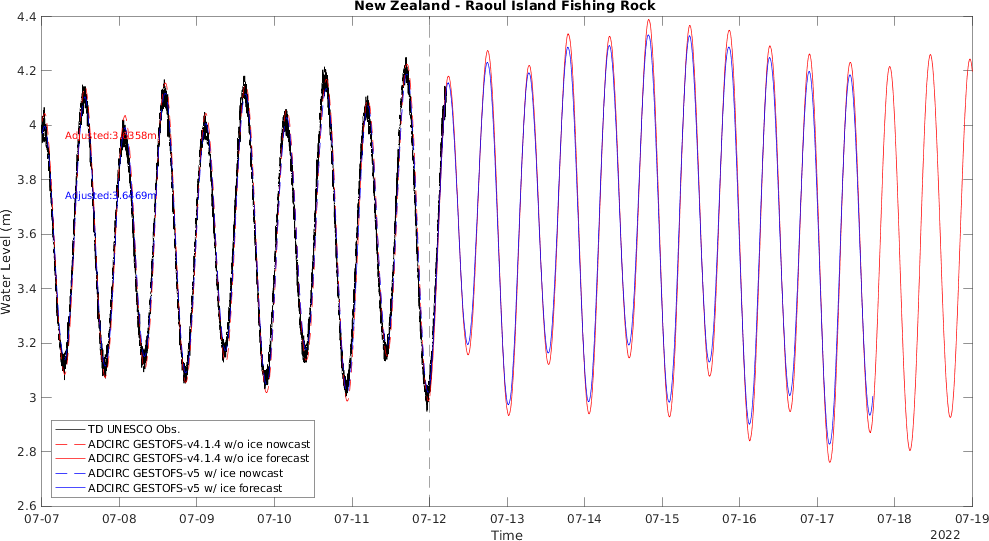 New Zealand - Raoul Island Fishing Rock
4.4
4.2
4
3.8
3.6
3.4
3.2
3
2.8
2.6
Water Level (m)
Adjusted:3.6469m
TD UNESCO Obs.
ADCIRC GESTOFS-v4.1.4 w/o ice nowcast
ADCIRC GESTOFS-v4.1.4 w/o ice forecast
ADCIRC GESTOFS-v5 w/ ice nowcast
ADCIRC GESTOFS-v5 w/ ice forecast
07-07 07-08 07-09 07-10 07-11 07-12 07-13 07-14 07-15 07-16 07-17 07-18 07-19
Time
2022